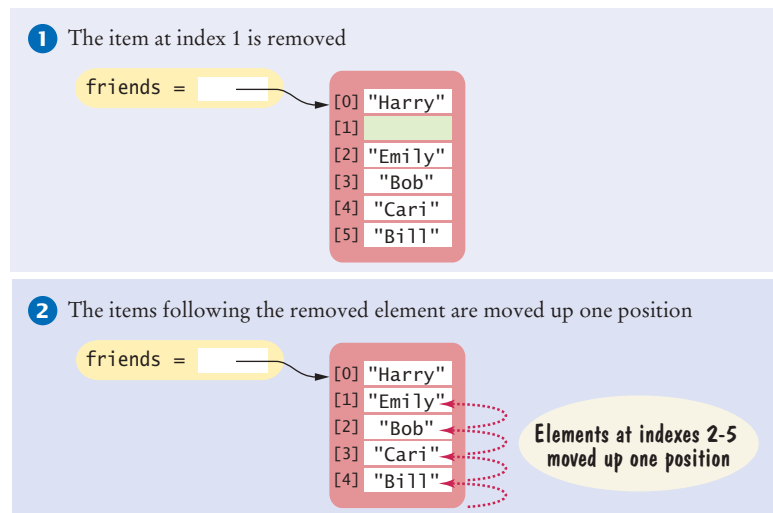 1 The item at index 1 is removed
friends =
[0] "Harry"
[1]
[2] "Emily"
[3] "Bob"
[4] "Cari"
[5] "Bill"
2 The items following the removed element are moved up one position
friends =
[0] "Harry"
[1] "Emily"
[2] "Bob"
[3] "Cari"
[4] "Bill"
Elements at indexes 2-5
moved up one position